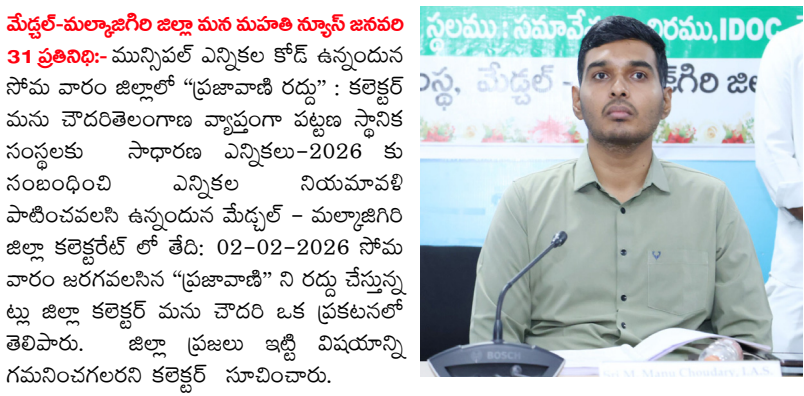 మేడ్చల్-మల్కాజిగిరి జిల్లా మన మహతి న్యూస్ జనవరి
31 ప్రతినిధి:- మున్సిపల్ ఎన్నికల కోడ్ ఉన్నందున
సోమ వారం జిల్లాలో “ప్రజావాణి రద్దు” : కలెక్టర్
మను చౌదరితెలంగాణ వ్యాప్తంగా పట్టణ స్థానిక
సంస్థలకు సాధారణ ఎన్నికలు-2026 కు
సంబంధించి ఎన్నికల నియమావళి
పాటించవలసి ఉన్నందున మేడ్చల్ – మల్కాజిగిరి
జిల్లా కలెక్టరేట్ లో తేది: 02-02-2026 సోమ
వారం జరగవలసిన “ప్రజావాణి” ని రద్దు చేస్తున్న
ట్లు జిల్లా కలెక్టర్ మను చౌదరి ఒక ప్రకటనలో
తెలిపారు. జిల్లా ప్రజలు ఇట్టి విషయాన్ని
గమనించగలరని కలెక్టర్ సూచించారు.
స్థలము : IDOC
మేడ్చల్ -
BOSCH
Sri M. Manu Choudary, I.A.S.